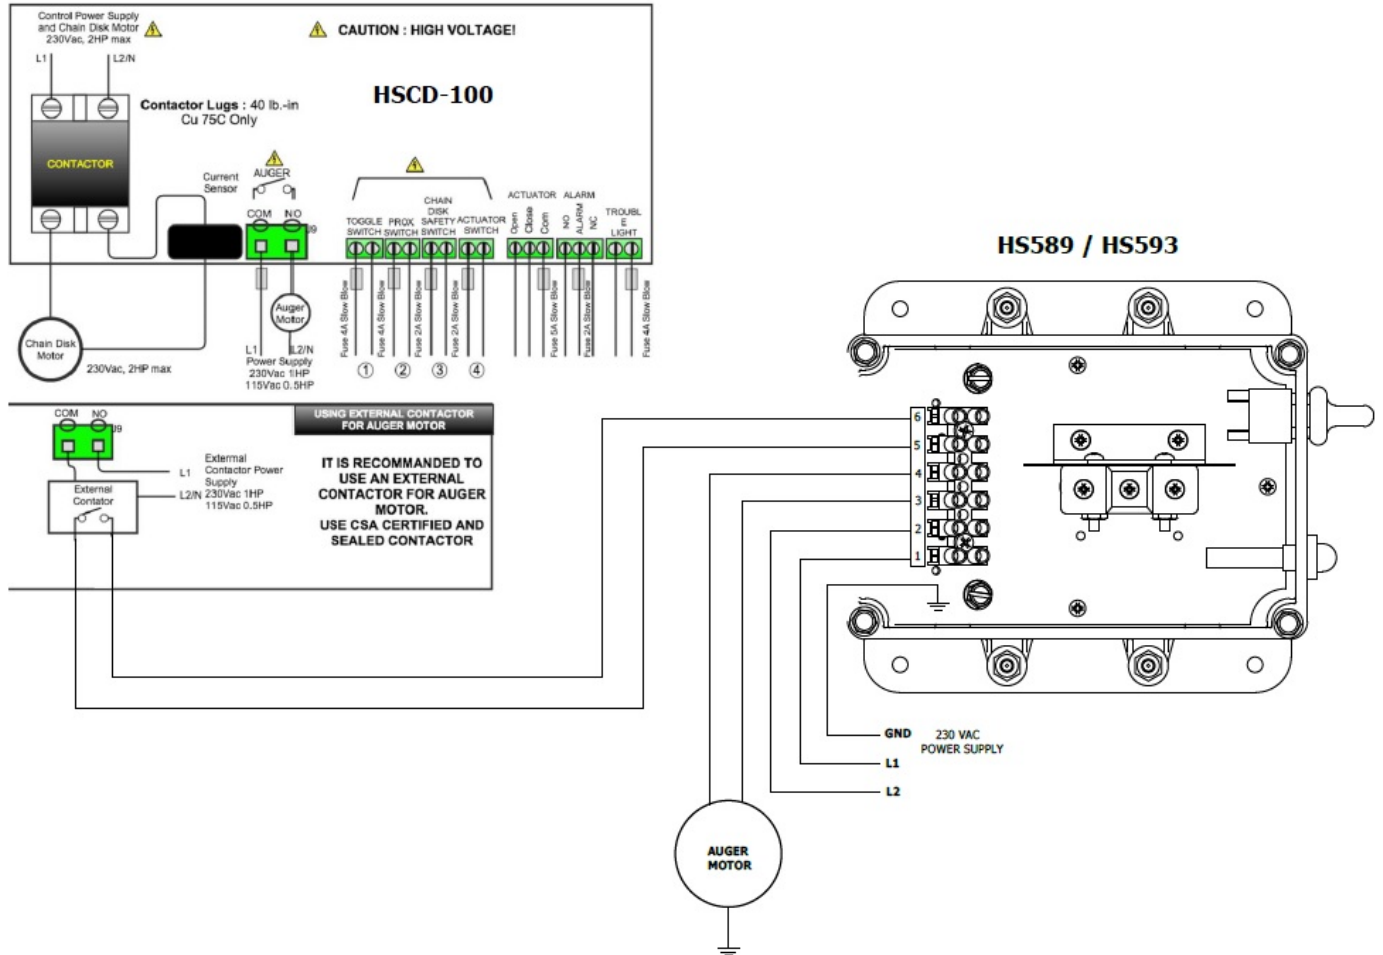 Control Power Supply
and Chain Disk Motor
230Vac, 2HP max
L1
L2/N
CAUTION : HIGH VOLTAGE!
HSCD-100
Contactor Lugs : 40 lb.-in
Cu 75C Only
CONTACTOR
Current
Sensor
AUGER
COM NO
J9
TOGGLE
SWITCH
PROX
SWITCH
CHAIN
DISK
SAFETY
SWITCH
ACTUATOR
SWITCH
ACTUATOR
Open
Close
Com
ALARM
NO
ALARM
NC
TROUBL
E
LIGHT
Fuse 4A Slow Blow
Fuse 4A Slow Blow
Fuse 2A Slow Blow
Fuse 2A Slow Blow
Fuse 5A Slow Blow
Fuse 2A Slow Blow
Fuse 4A Slow Blow
1 2 3 4
Chain Disk
Motor
230Vac, 2HP max
Auger
Motor
L1
L2/N
Power Supply
230Vac 1HP
115Vac 0.5HP
HS589 / HS593
6
5
4
3
2
1
COM NO
J9
USING EXTERNAL CONTACTOR
FOR AUGER MOTOR
External
Contator
L1
L2/N
External
Contactor Power
Supply
230Vac 1HP
115Vac 0.5HP
IT IS RECOMMANDED TO
USE AN EXTERNAL
CONTACTOR FOR AUGER
MOTOR.
USE CSA CERTIFIED AND
SEALED CONTACTOR
GND
L1
L2
230 VAC
POWER SUPPLY
AUGER
MOTOR